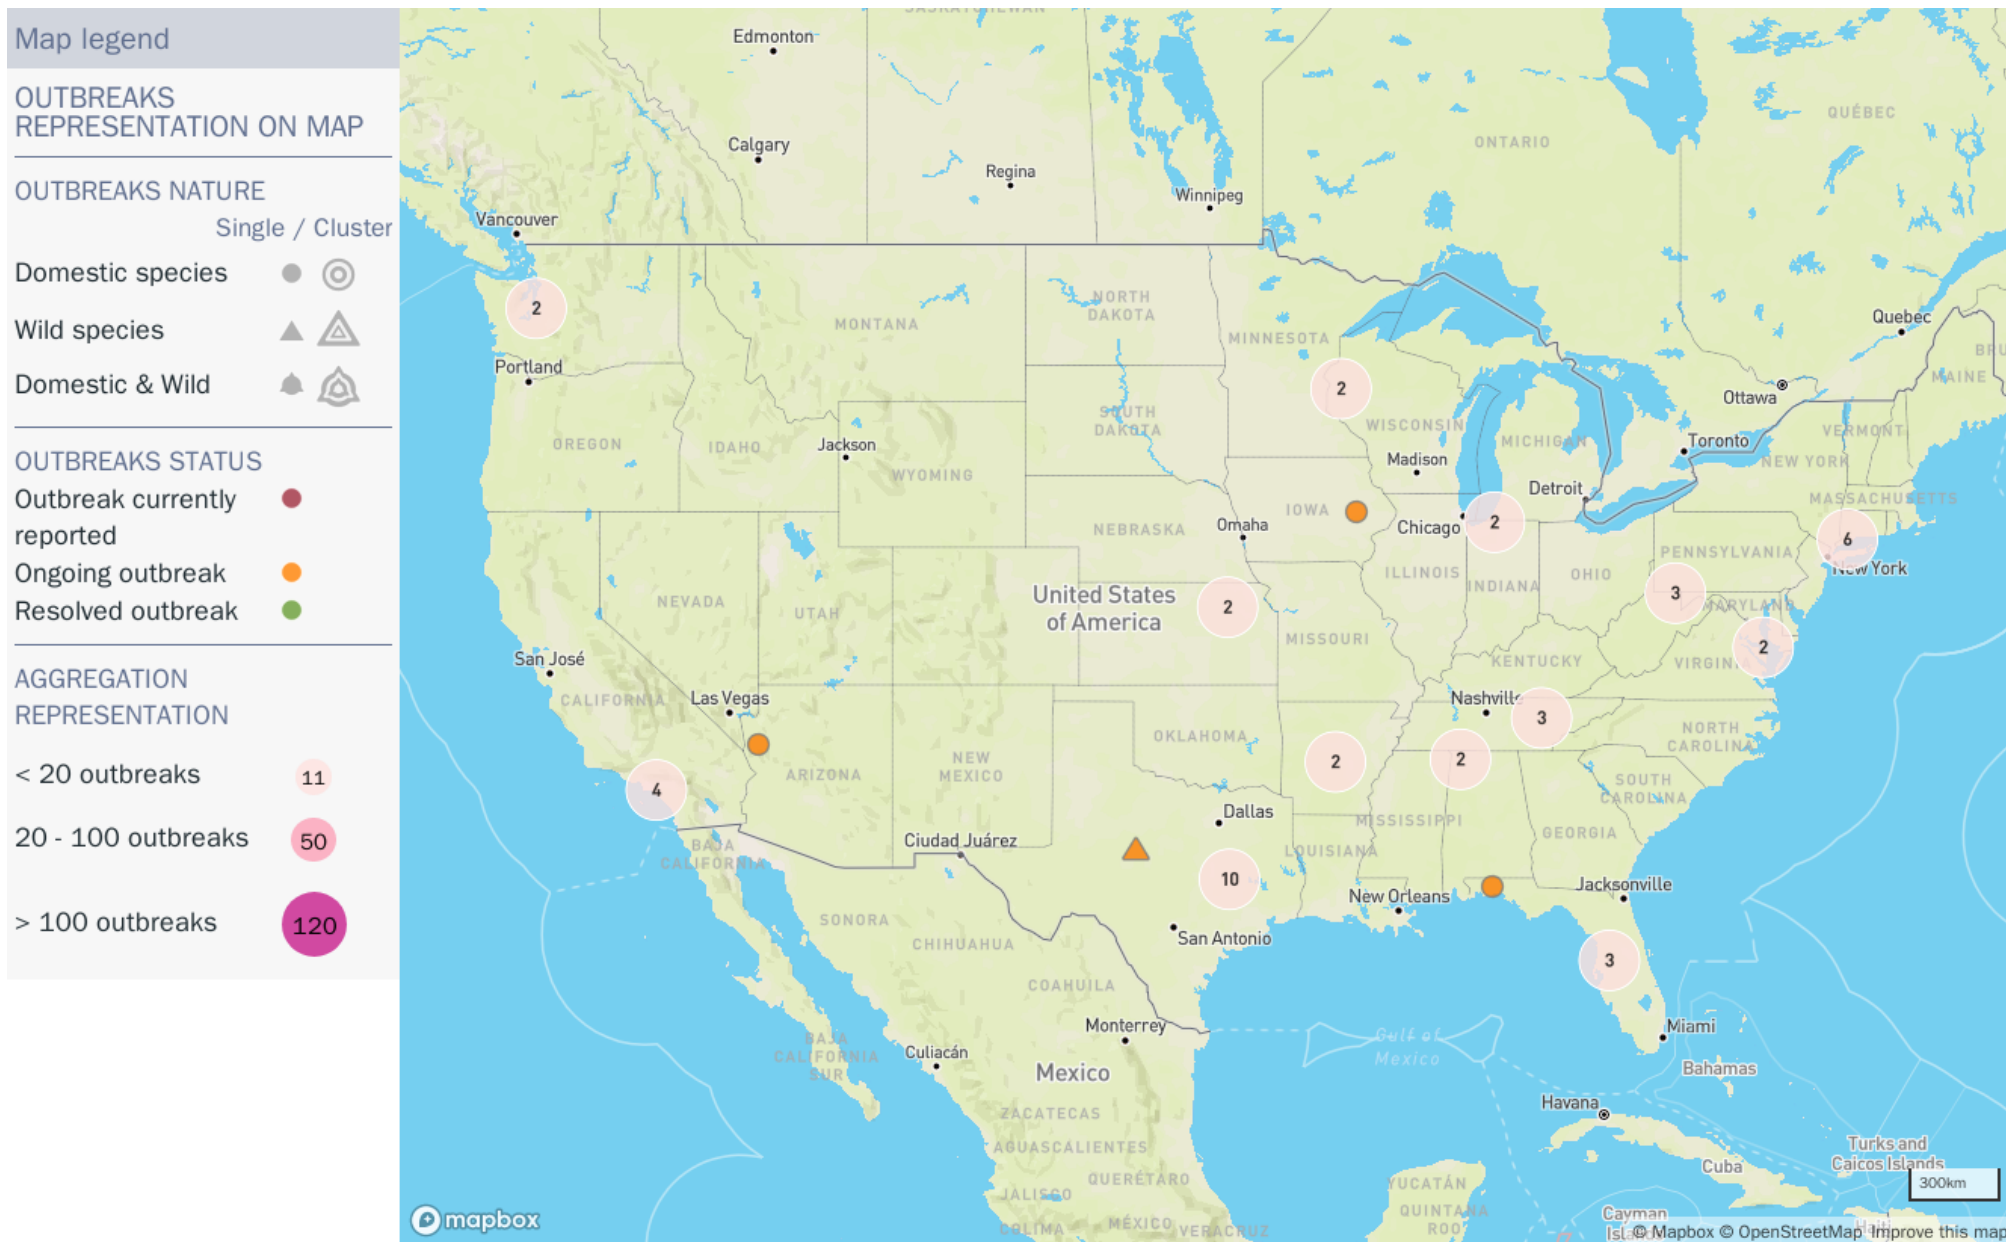 Map legend
OUTBREAKS
REPRESENTATION ON MAP
OUTBREAKS NATURE
Single / Cluster
Domestic species
Wild species
Domestic & Wild
OUTBREAKS STATUS
Outbreak currently
reported
Ongoing outbreak
Resolved outbreak
AGGREGATION
REPRESENTATION
< 20 outbreaks 11
20 - 100 outbreaks 50
> 100 outbreaks 120
SASKATCHEWAN
Edmonton
QUÉBEC
ONTARIO
Calgary
Regina
Winnipeg
Vancouver
2
NORTH
DAKOTA
MONTANA
MINNESOTA
Quebec
BRU
Portland
MAINE
2
Ottawa
SOUTH
DAKOTA
WISCONSIN
VERMONT
OREGON
IDAHO
Jackson
MICHIGAN
Toronto
NEW YORK
Madison
WYOMING
Detroit
MASSACHUSETTS
IOWA
NEBRASKA
Omaha
Chicago
2
6
PENNSYLVANIA
New York
ILLINOIS
INDIANA
OHIO
United States
of America
2
3
MARYLAND
NEVADA
UTAH
MISSOURI
2
San José
KENTUCKY
VIRGINIA
CALIFORNIA
Las Vegas
Nashville
3
OKLAHOMA
NORTH
CAROLINA
ARIZONA
NEW
MEXICO
2
2
4
SOUTH
CAROLINA
Dallas
MISSISSIPPI
GEORGIA
BAJA
CALIFORNIA
Ciudad Juárez
LOUISIANA
10
New Orleans
Jacksonville
SONORA
CHIHUAHUA
San Antonio
3
COAHUILA
Monterrey
Gulf of
Mexico
Miami
BAJA
CALIFORNIA
SUR
Culiacán
Mexico
Bahamas
ZACATECAS
Havana
AGUASCALIENTES
Turks and
Caicos Islands
QUERÉTARO
Cuba
JALISCO
YUCATÁN
300km
QUINTANA
ROO
mapbox
COLIMA
MÉXICO
VERACRUZ
Cayman
Isl
Haiti
© Mapbox © OpenStreetMap Improve this map